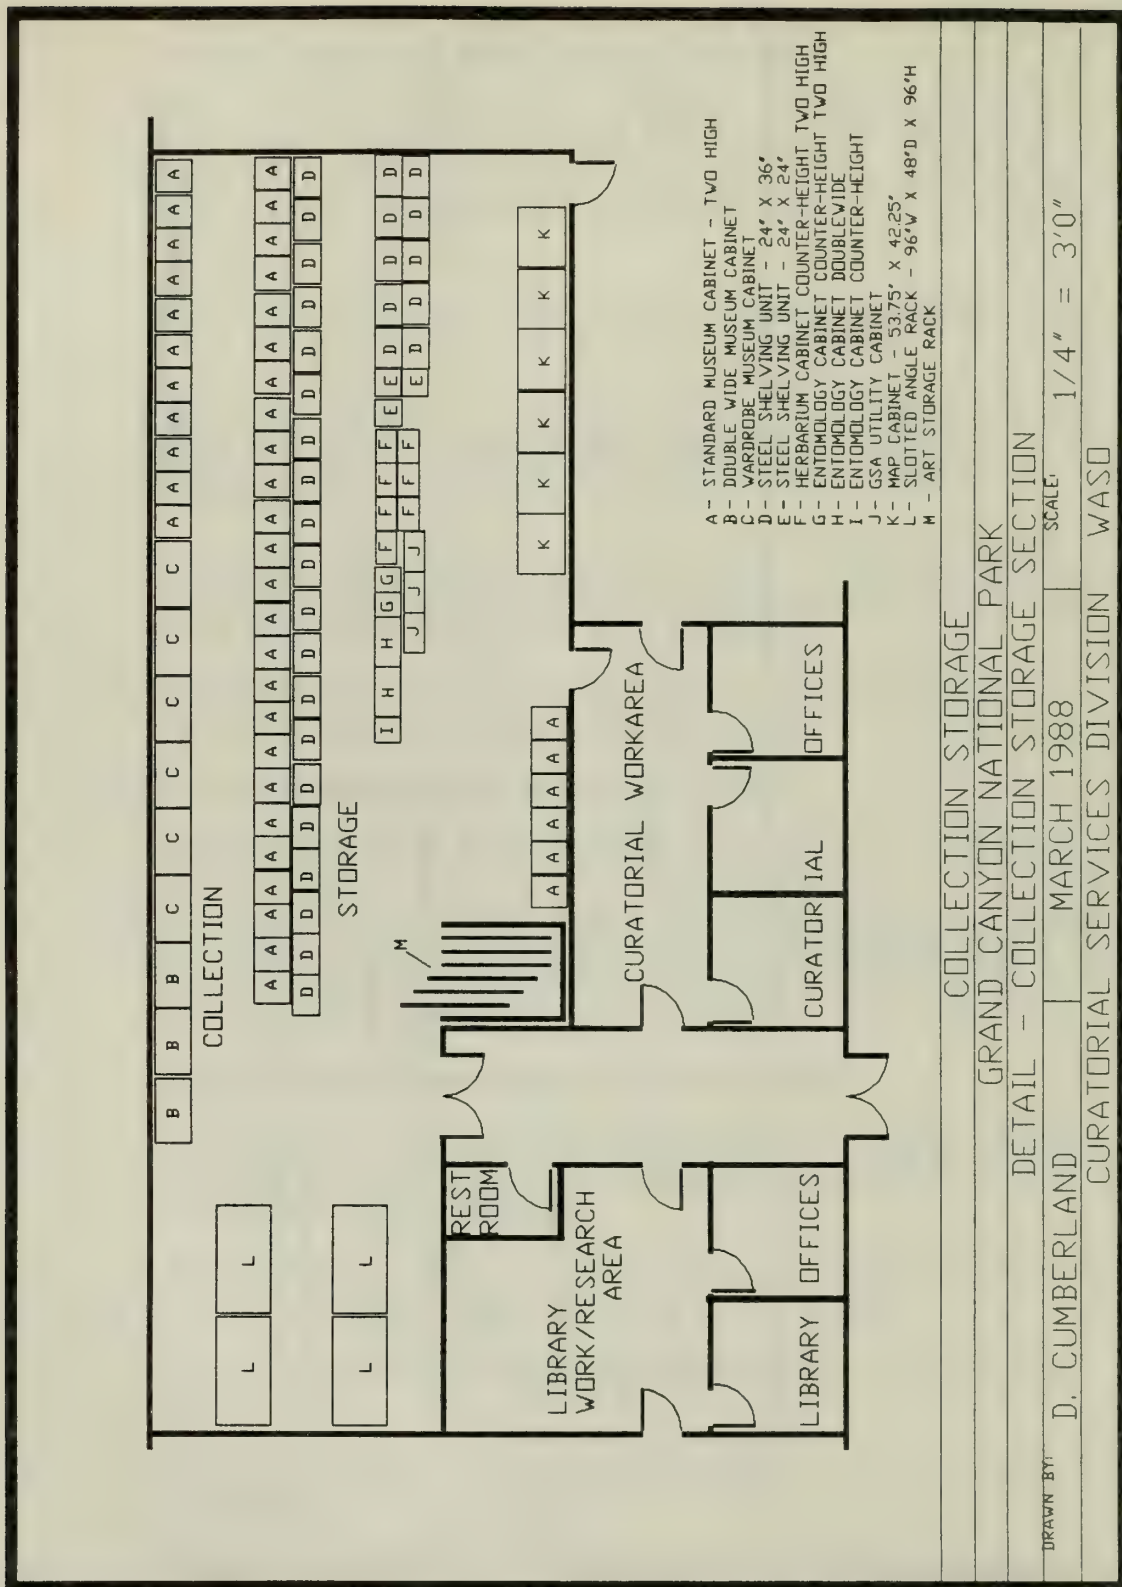 B B B C C C C C C A A A A A A A A A A A
COLLECTION
L L
A A A A A A A A A A A A A A A A A A A A A A A A A
D D D D D D D D D D D D D D D D D D D D
STORAGE
L L
I H H G G F F F F E E D D D D D
J J J F F F E D D D D D
M
K K K K K K
A A A A A A
REST
ROOM
LIBRARY
WORK/RESEARCH
AREA
CURATORIAL WORKAREA
LIBRARY OFFICES
CURATOR IAL OFFICES
A - STANDARD MUSEUM CABINET - TWO HIGH
B - DOUBLE WIDE MUSEUM CABINET
C - WARDROBE MUSEUM CABINET
D - STEEL SHELVING UNIT - 24" X 36"
E - STEEL SHELVING UNIT - 24" X 24"
F - HERBARIUM CABINET COUNTER-HEIGHT TWO HIGH
G - ENTOMOLOGY CABINET COUNTER-HEIGHT TWO HIGH
H - ENTOMOLOGY CABINET DOUBLEWIDE
I - ENTOMOLOGY CABINET COUNTER-HEIGHT
J - GSA UTILITY CABINET
K - MAP CABINET - 53.75" X 42.25"
L - SLOTTED ANGLE RACK - 96"W X 48"D X 96"H
M - ART STORAGE RACK
COLLECTION STORAGE
GRAND CANYON NATIONAL PARK
DETAIL - COLLECTION STORAGE SECTION
DRAWN BY: D. CUMBERLAND MARCH 1988 SCALE: 1/4" = 3'0"
CURATORIAL SERVICES DIVISION WASO